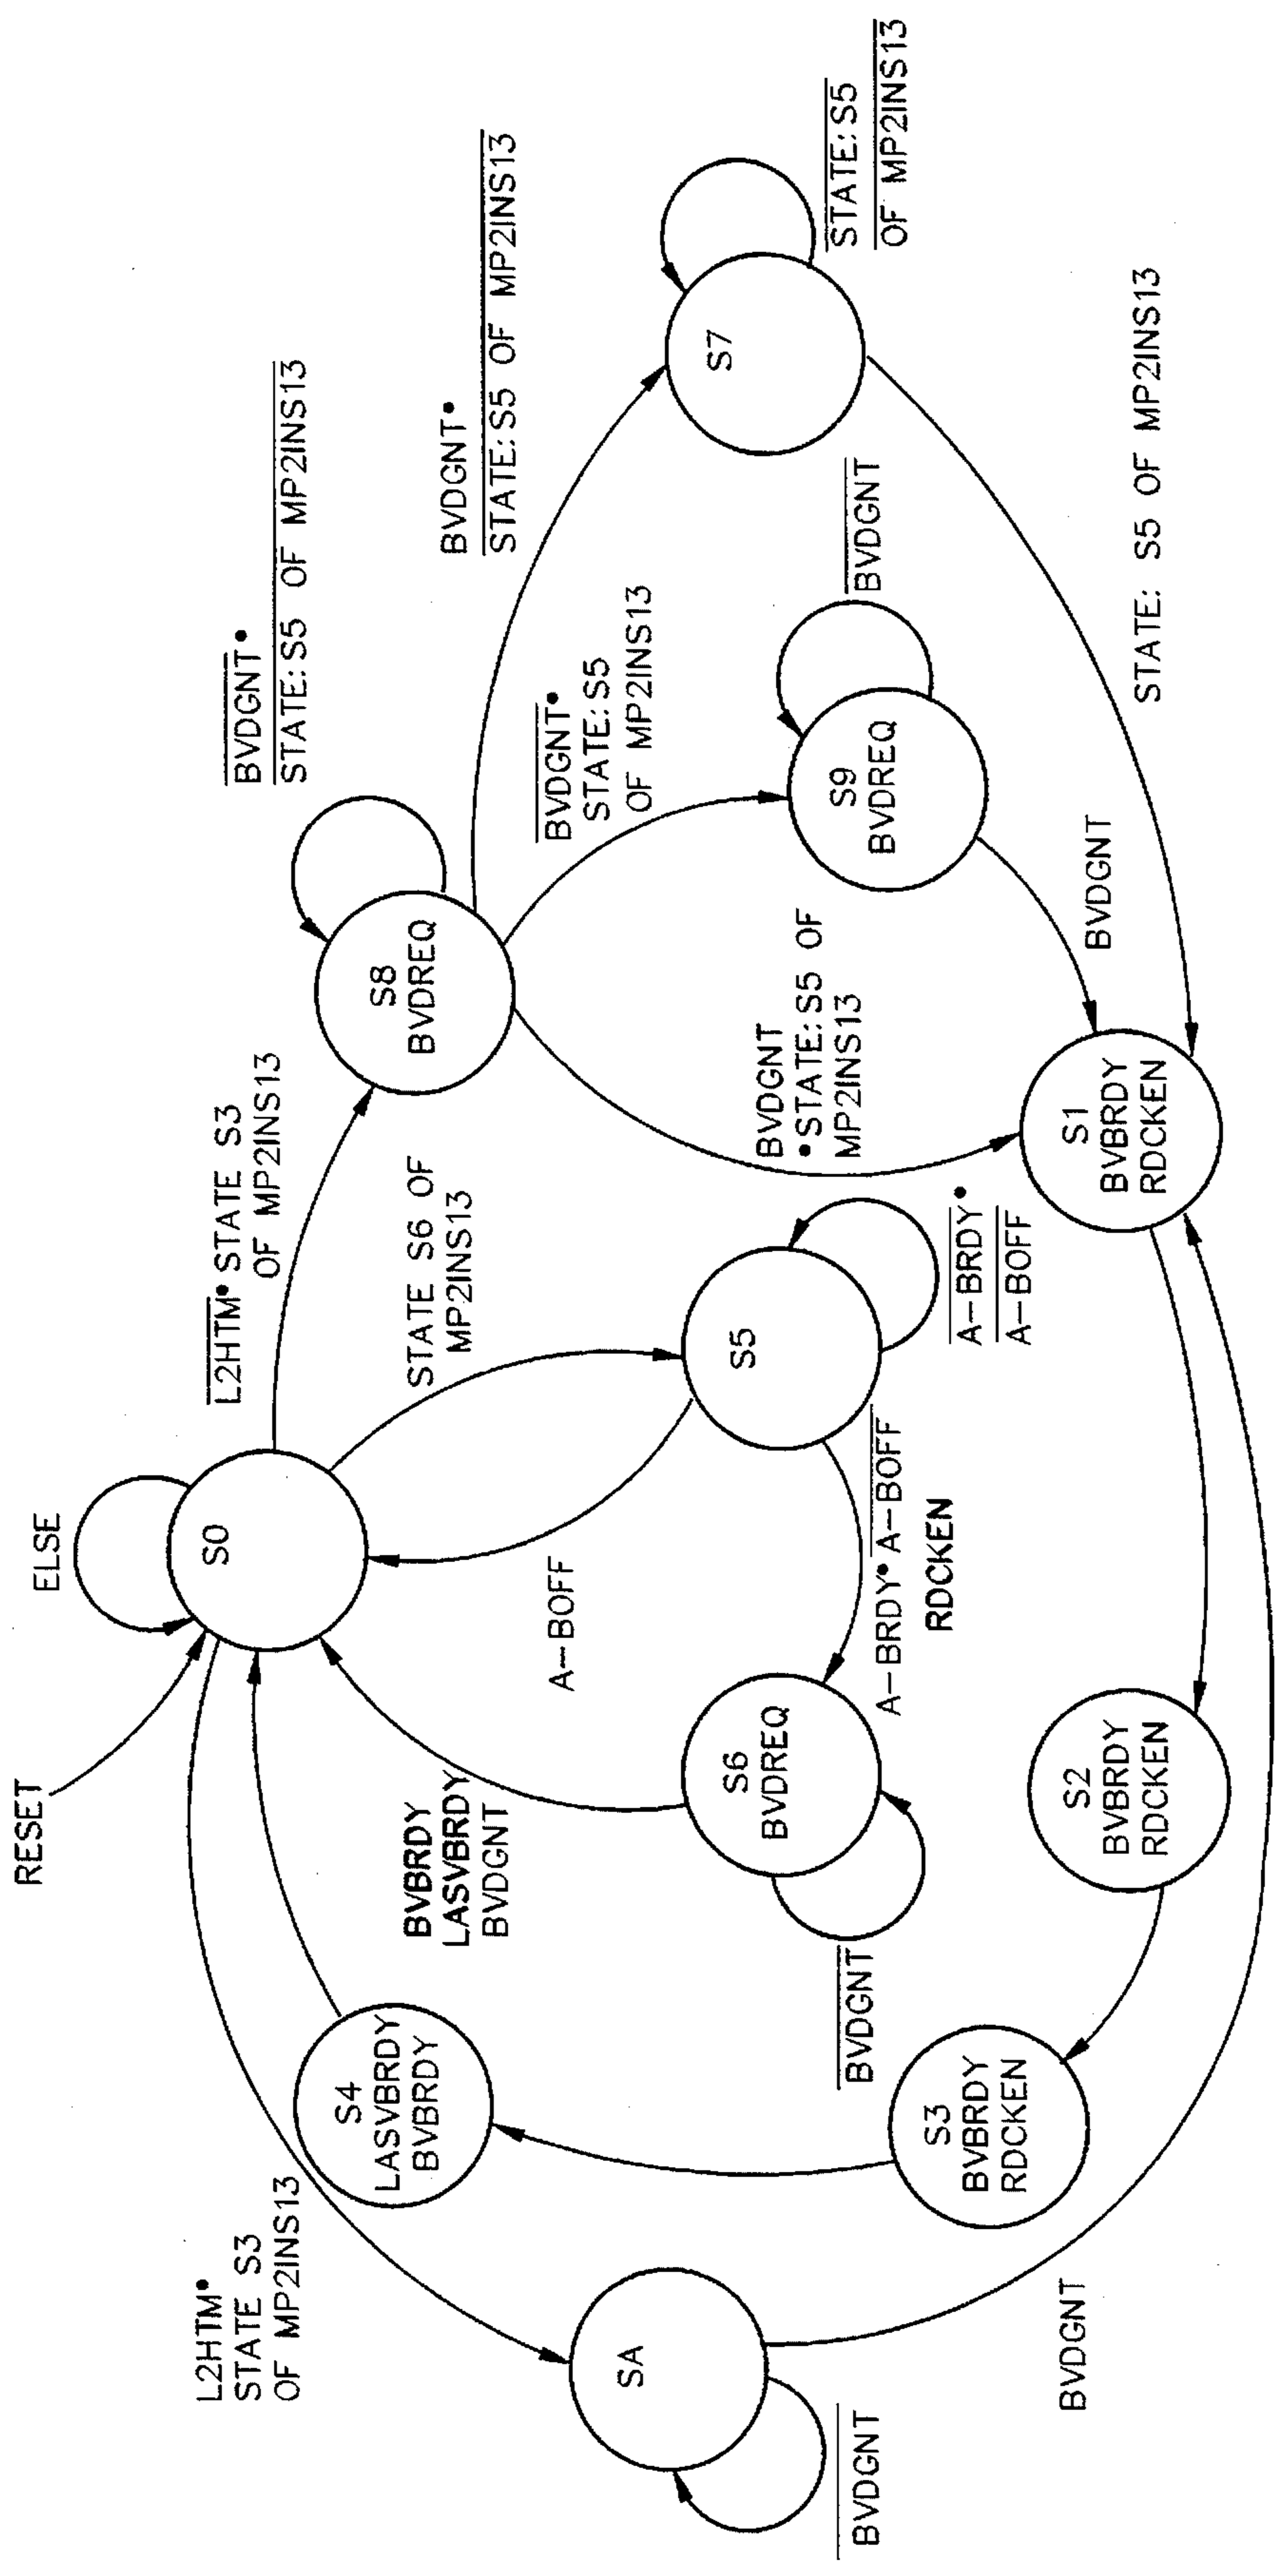 RESET
ELSE
S0
L2HTM•
STATE S3
OF MP2INS13
L2HTM•STATE S3
OF MP2INS13
BVDGNT•
STATE:S5 OF MP2INS13
S8
BVDREQ
BVDGNT•
STATE:S5 OF MP2INS13
STATE S6 OF
MP2INS13
BVDGNT•
STATE:S5
OF MP2INS13
S4
LASVBRDY
BVBRDY
BVBRDY
LASVBRDY
BVDGNT
A-BOFF
SA
S6
BVDREQ
S5
BVDGNT
•STATE:S5 OF
MP2INS13
S9
BVDREQ
S7
STATE:S5
OF MP2INS13
BVDGNT
BVDGNT
BVDGNT
A-BRDY•A-BOFF
RDCKEN
A-BRDY•
A-BOFF
S3
BVBRDY
RDCKEN
S2
BVBRDY
RDCKEN
S1
BVBRDY
RDCKEN
BVDGNT
BVDGNT
STATE: S5 OF MP2INS13